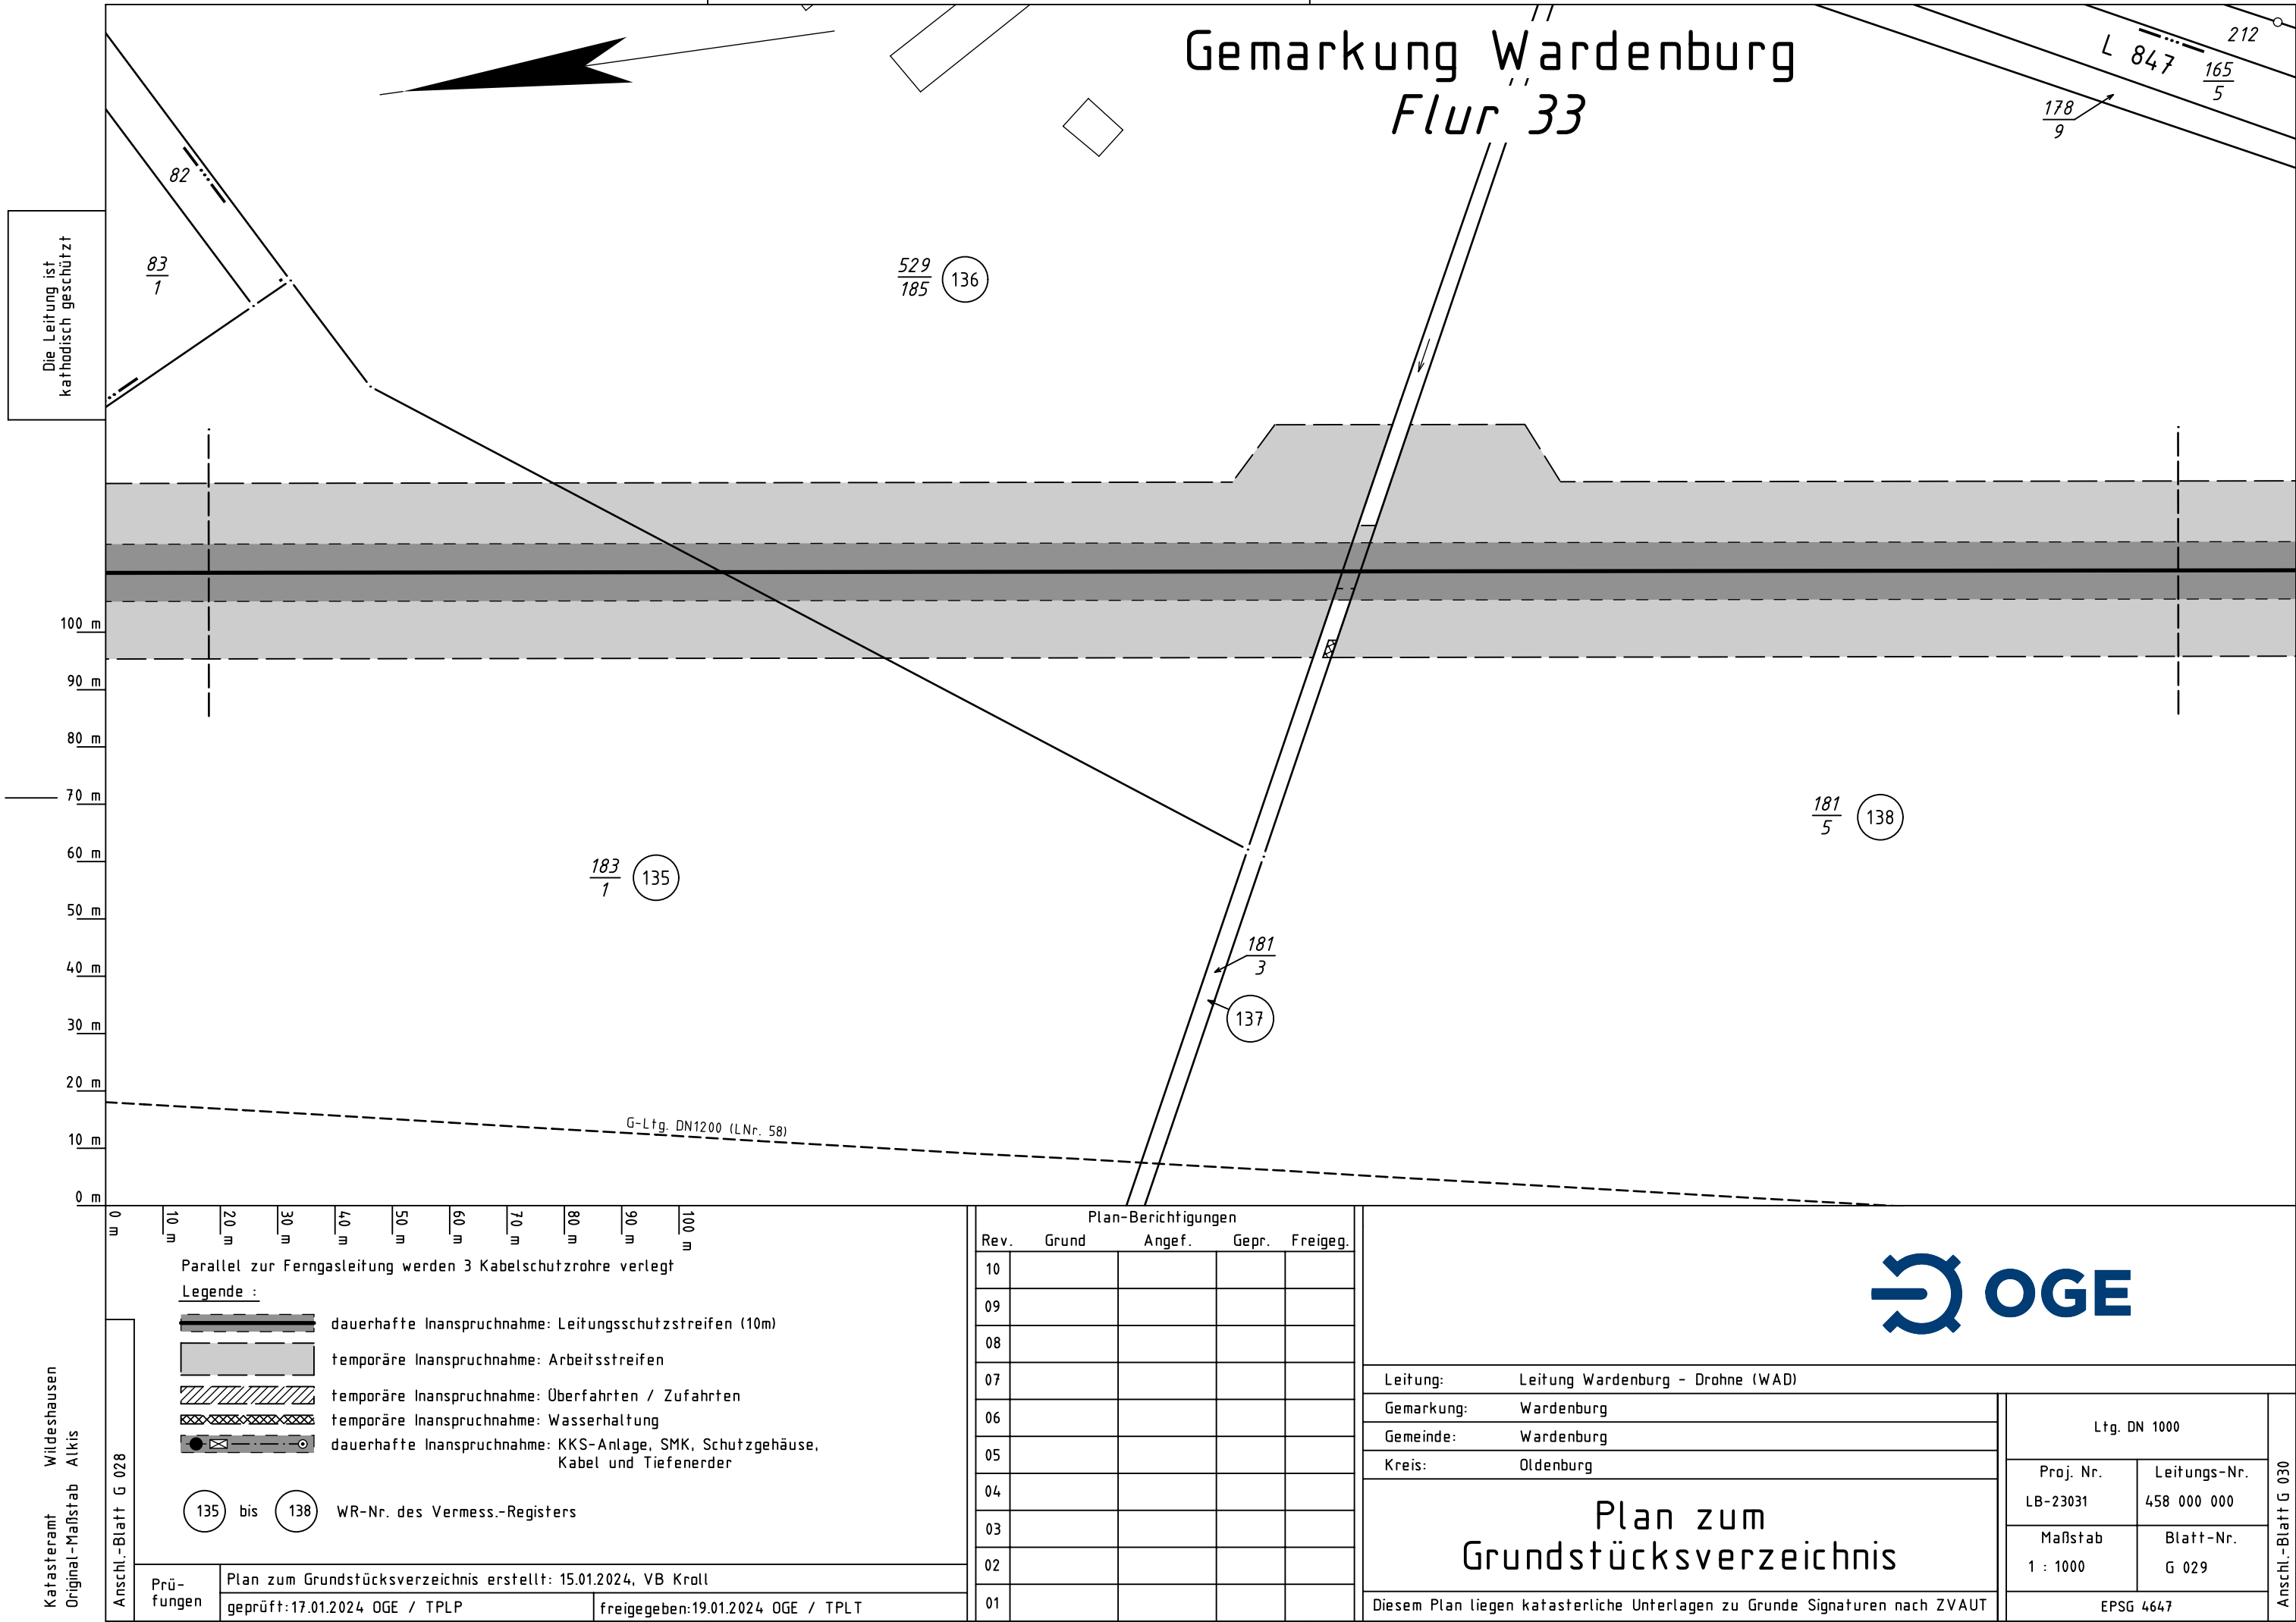 Gemarkung Wardenburg
Flur 33
L 847
165
5
212
178
9
82
83
1
529
185
136
Die Leitung ist
kathodisch geschützt
181
5
138
183
1
135
181
3
137
G-Ltg. DN1200 (LNr. 58)
100 m
90 m
80 m
70 m
60 m
50 m
40 m
30 m
20 m
10 m
0 m
0 m
10 m
20 m
30 m
40 m
50 m
60 m
70 m
80 m
90 m
100 m
Parallel zur Ferngasleitung werden 3 Kabelschutzrohre verlegt
Legende :
dauerhafte Inanspruchnahme: Leitungsschutzstreifen (10m)
temporäre Inanspruchnahme: Arbeitsstreifen
temporäre Inanspruchnahme: Überfahrten / Zufahrten
temporäre Inanspruchnahme: Wasserhaltung
dauerhafte Inanspruchnahme: KKS-Anlage, SMK, Schutzgehäuse,
Kabel und Tiefenerder
135 bis 138 WR-Nr. des Vermess.-Registers
Katasteramt Wildeshausen
Original-Maßstab Alkis
Anschl.-Blatt G 028
Prü-
fungen
Plan zum Grundstücksverzeichnis erstellt: 15.01.2024, VB Kroll
geprüft:17.01.2024 OGE / TPLP
freigegeben:19.01.2024 OGE / TPLT
Plan-Berichtigungen
Rev. Grund Angef. Gepr. Freigeg.
10
09
08
07
06
05
04
03
02
01
OGE
Leitung: Leitung Wardenburg - Drohne (WAD)
Gemarkung: Wardenburg
Gemeinde: Wardenburg
Kreis: Oldenburg
Plan zum
Grundstücksverzeichnis
Diesem Plan liegen katasterliche Unterlagen zu Grunde Signaturen nach ZVAUT
Ltg. DN 1000
Proj. Nr. Leitungs-Nr.
LB-23031 458 000 000
Maßstab Blatt-Nr.
1 : 1000 G 029
EPSG 4647
Anschl.-Blatt G 030